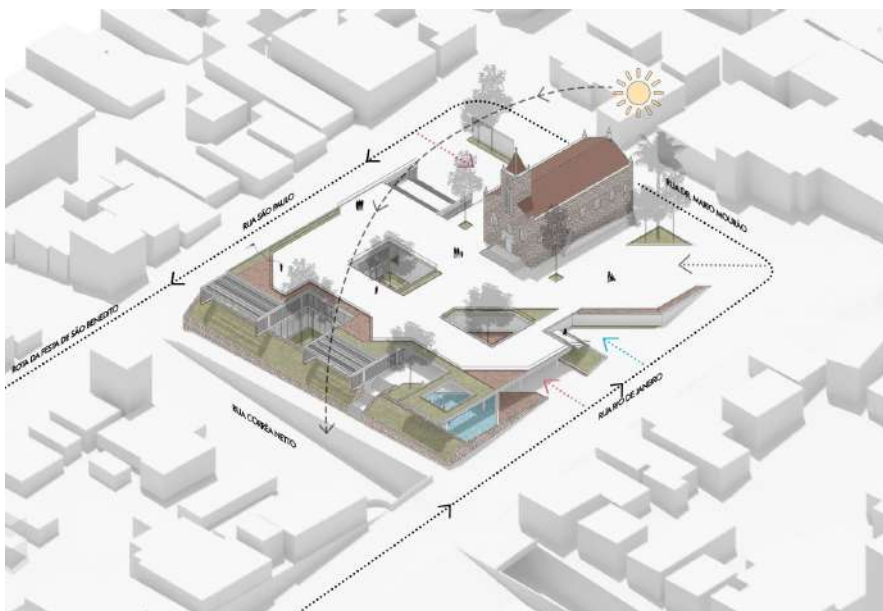 RUA SÃO PAULO
RUA DR. MARIO MOURÃO
ROTA DA FESTA DE SÃO BENEDITO
RUA CORRÊA NETTO
RUA RIO DE JANEIRO